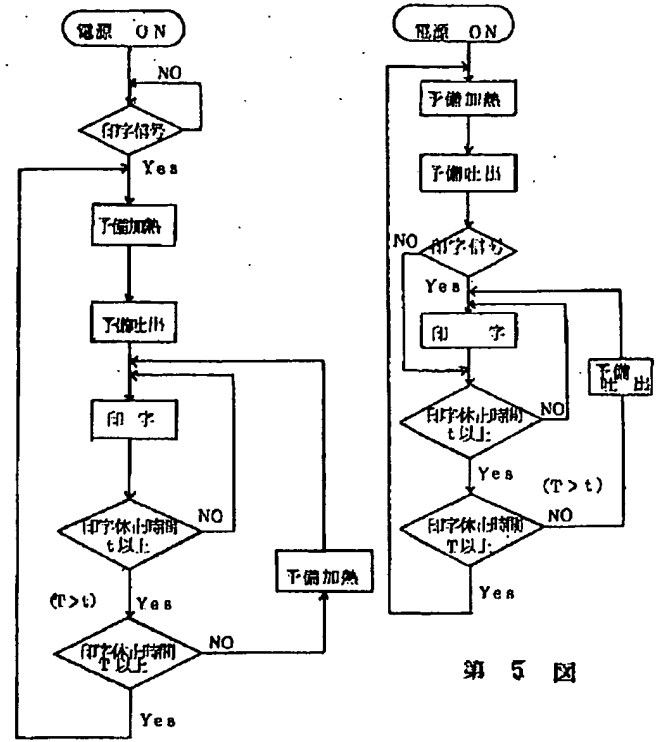 電源 ON
NO
印字信号
Yes
予備加熱
予備吐出
印 字
印字休止時間
t以上
NO
(T>t)
Yes
予備加熱
印字休止時間
T以上
NO
Yes
電源 ON
予備加熱
予備吐出
NO
印字信号
Yes
印 字
予備
吐出
印字休止時間
t以上
NO
Yes
(T>t)
印字休止時間
T以上
NO
Yes
第 5 図